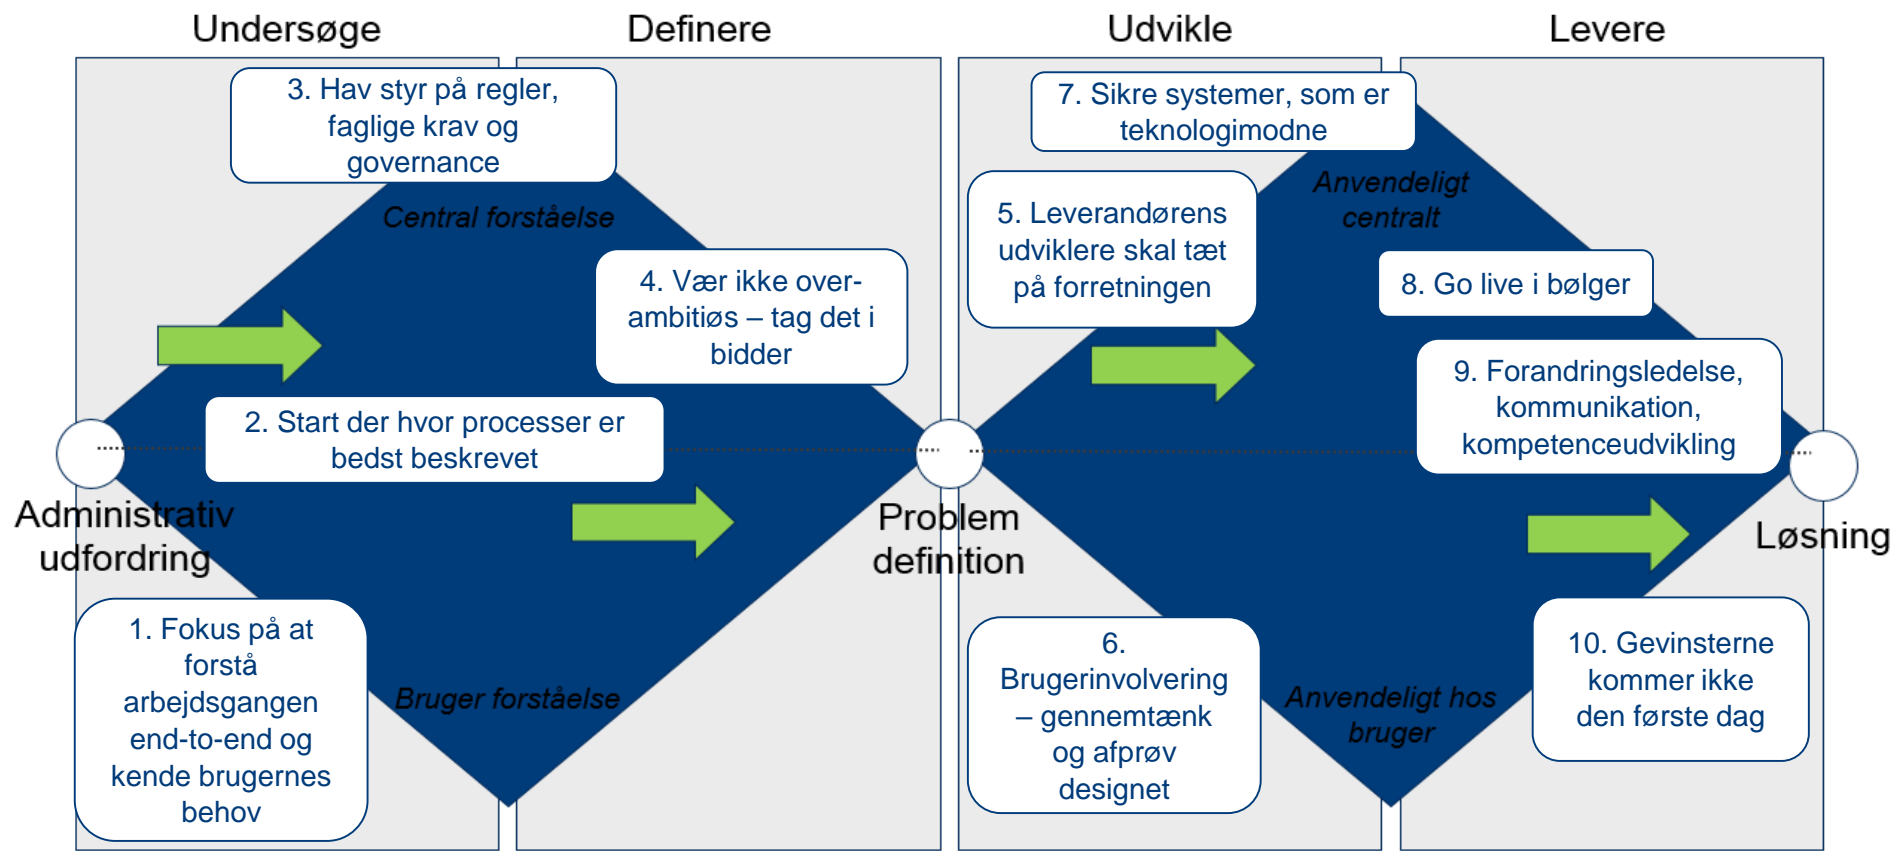 Undersøge
Definere
Udvikle
Levere
3. Hav styr på regler,
faglige krav og
governance
7. Sikre systemer, som er
teknologimodne
Central forståelse
Anvendeligt
centralt
5. Leverandørens
udviklere skal tæt
på forretningen
4. Vær ikke over-
ambitiøs – tag det i
bidder
8. Go live i bølger
9. Forandringsledelse,
kommunikation,
kompetenceudvikling
2. Start der hvor processer er
bedst beskrevet
Administrativ
udfordring
Problem
definition
Løsning
1. Fokus på at
forstå
arbejdsgangen
end-to-end og
kende brugernes
behov
Bruger forståelse
6.
Brugerinvolvering
– gennemtænk
og afprøv
designet
Anvendeligt hos
bruger
10. Gevinsterne
kommer ikke
den første dag